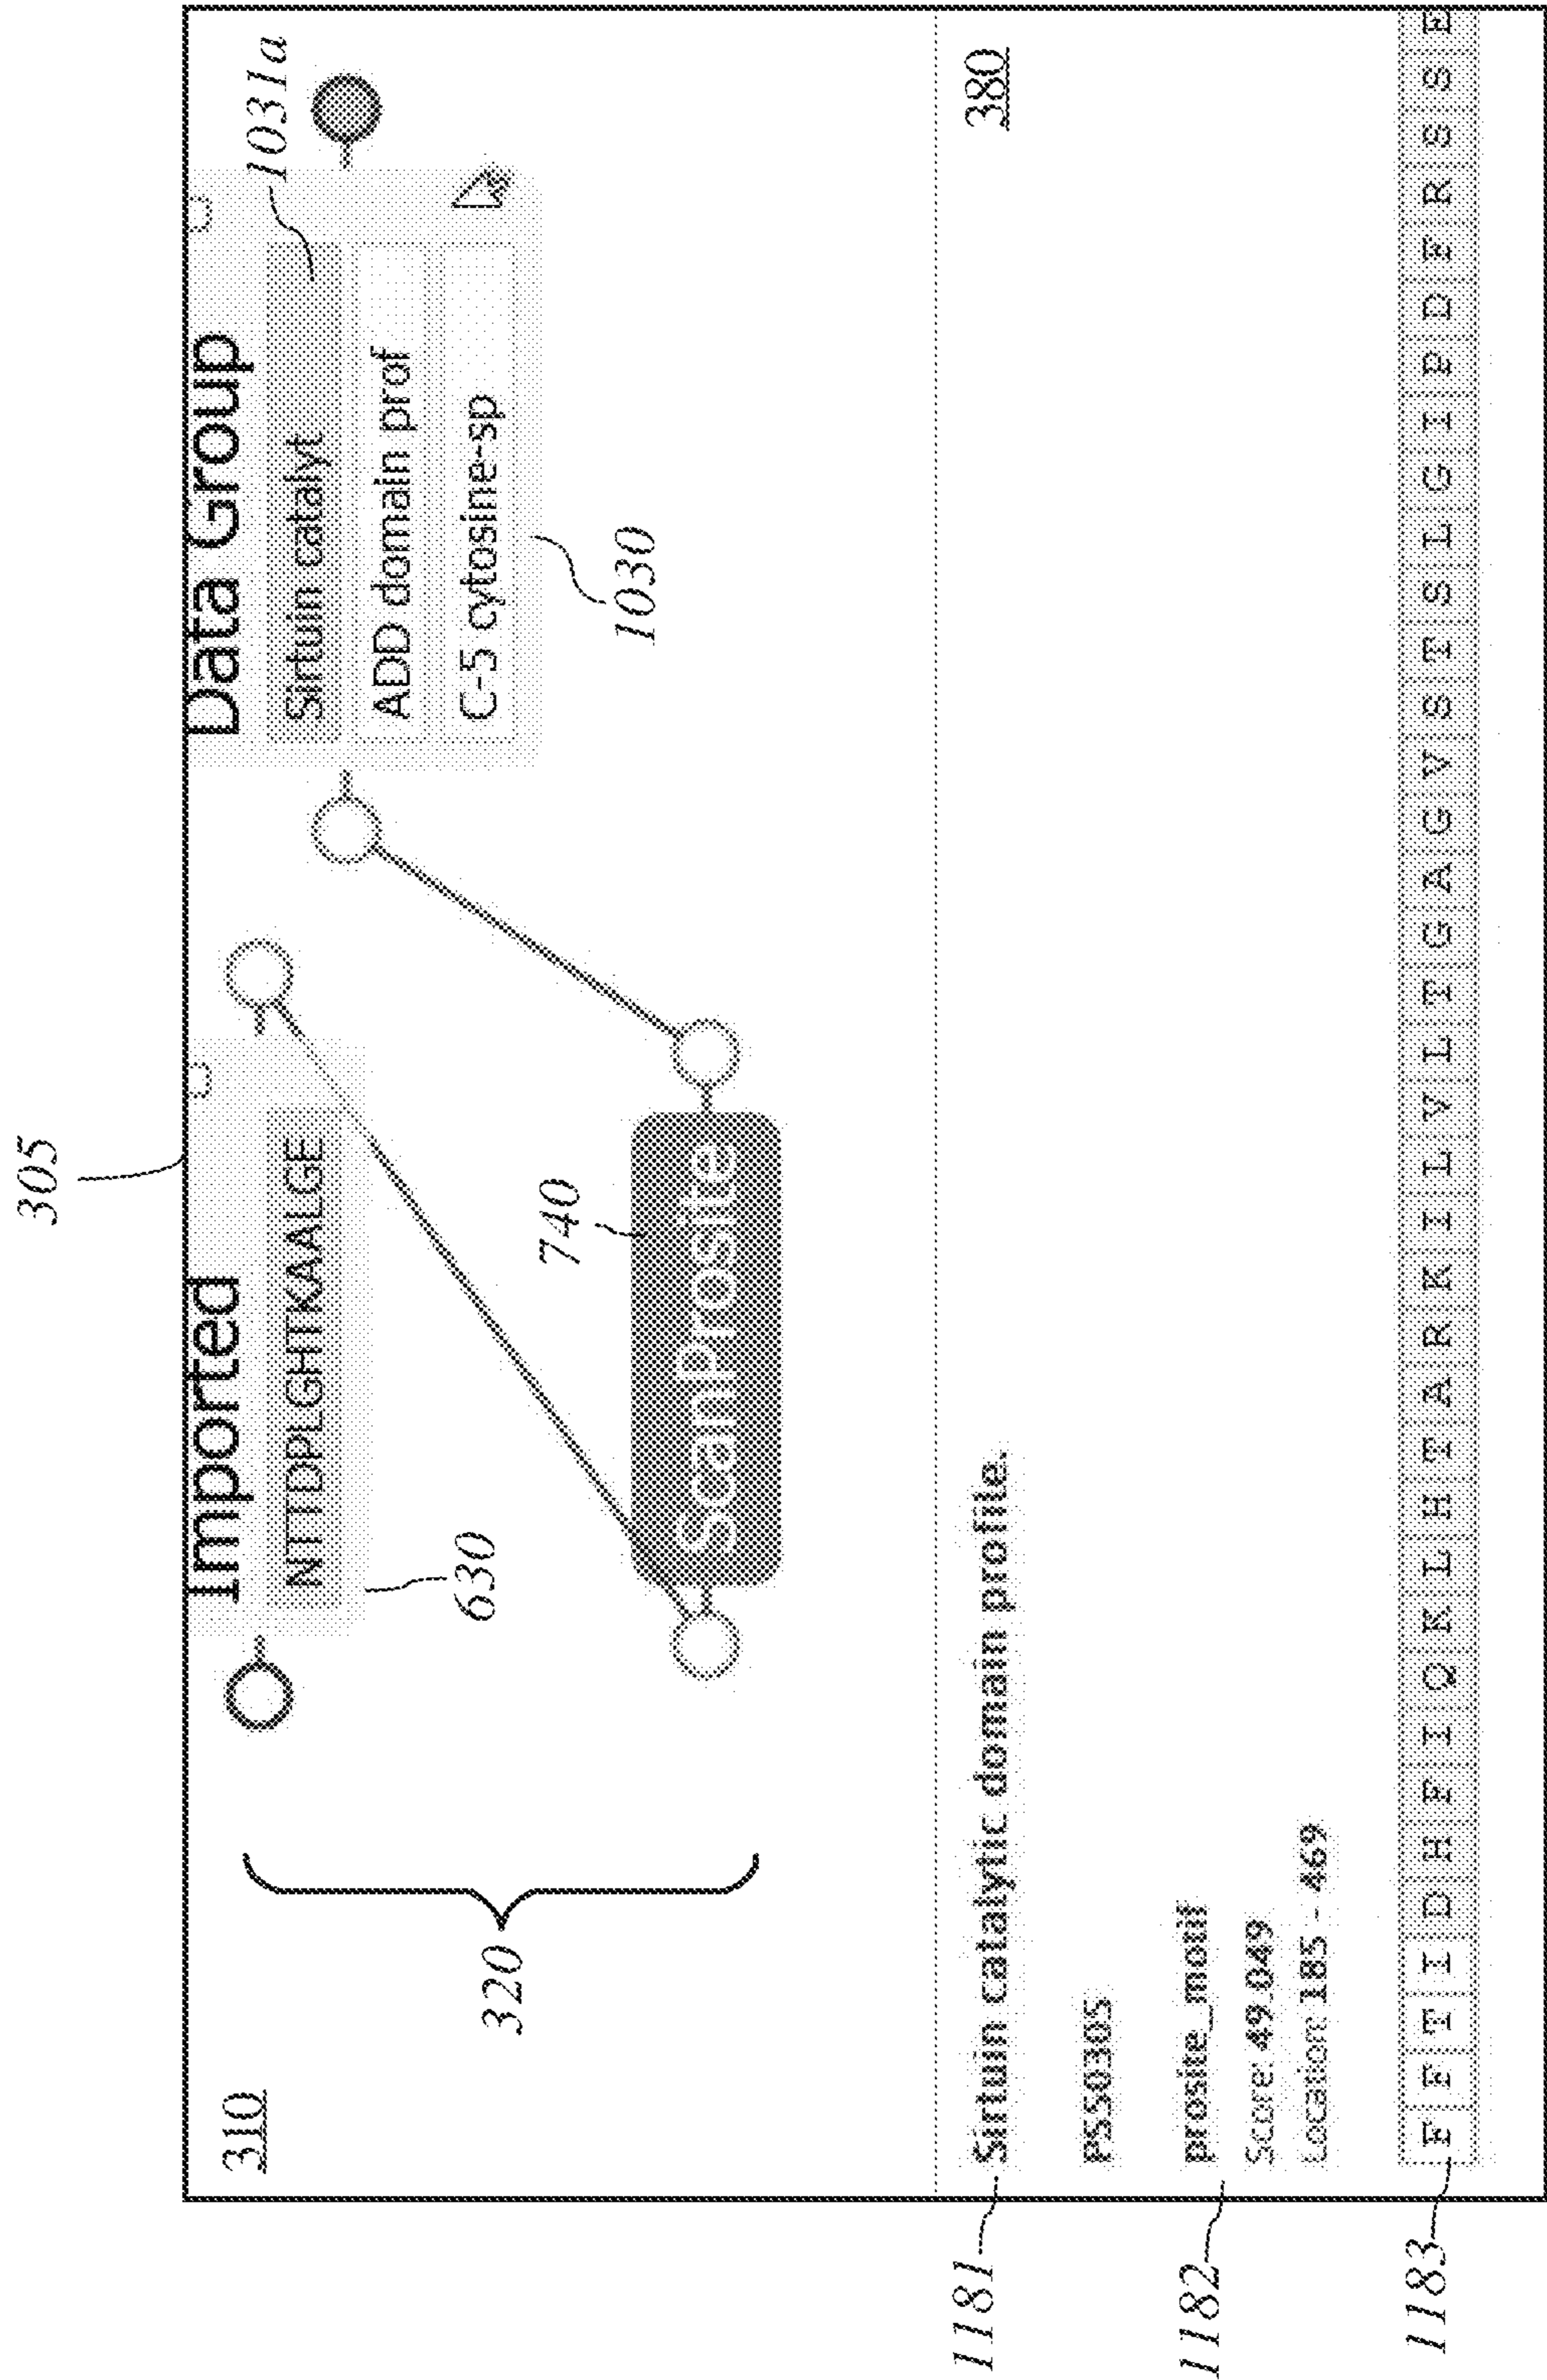 305
310
Imported
Data Group
1031a
NTTDPLGHTKAALGE
Sirtuin catalyt
ADD domain prof
C-5 cytosine-sp
630
320
740
1030
ScanProsite
380
1181
Sirtuin catalytic domain profile.
PS50305
1182
prosite_motif
Score: 49.049
Location: 185 - 469
1183
F F T I D H F I Q K L H T A R K I L V L T G A G V S T S L G I P D F R S S E